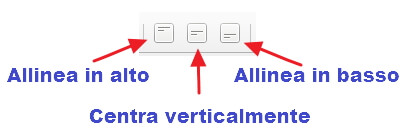 Allinea in alto
Allinea in basso
Centra verticalmente